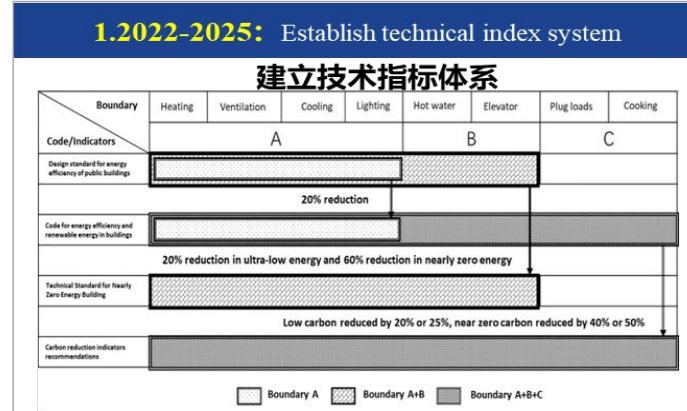 1.2022-2025: Establish technical index system
建立技术指标体系
Boundary Heating Ventilation Cooling Lighting Hot water Elevator Plug loads Cooking
Code/Indicators A B C
Design standard for energy
efficiency of public buildings
20% reduction
Code for energy efficiency and
renewable energy in buildings
20% reduction in ultra-low energy and 60% reduction in nearly zero energy
Technical Standard for Nearly
Zero Energy Building
Low carbon reduced by 20% or 25%, near zero carbon reduced by 40% or 50%
Carbon reduction indicators
recommendations
Boundary A Boundary A+B Boundary A+B+C